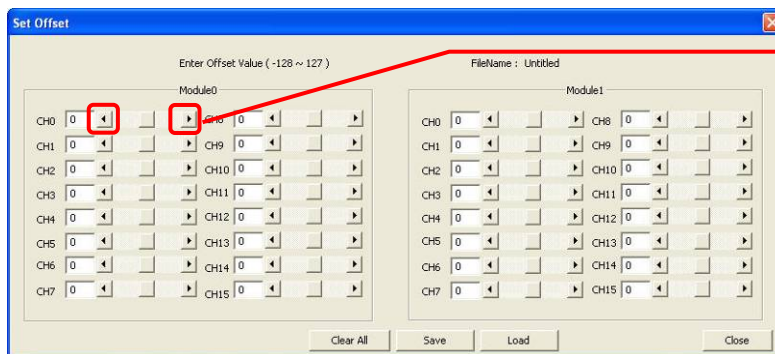 Set Offset
Enter Offset Value ( -128 ~ 127 )
FileName : Untitled
Module0
CH0 0
CH1 0
CH2 0
CH3 0
CH4 0
CH5 0
CH6 0
CH7 0
CH8 0
CH9 0
CH10 0
CH11 0
CH12 0
CH13 0
CH14 0
CH15 0
Module1
CH0 0
CH1 0
CH2 0
CH3 0
CH4 0
CH5 0
CH6 0
CH7 0
CH8 0
CH9 0
CH10 0
CH11 0
CH12 0
CH13 0
CH14 0
CH15 0
Clear All
Save
Load
Close